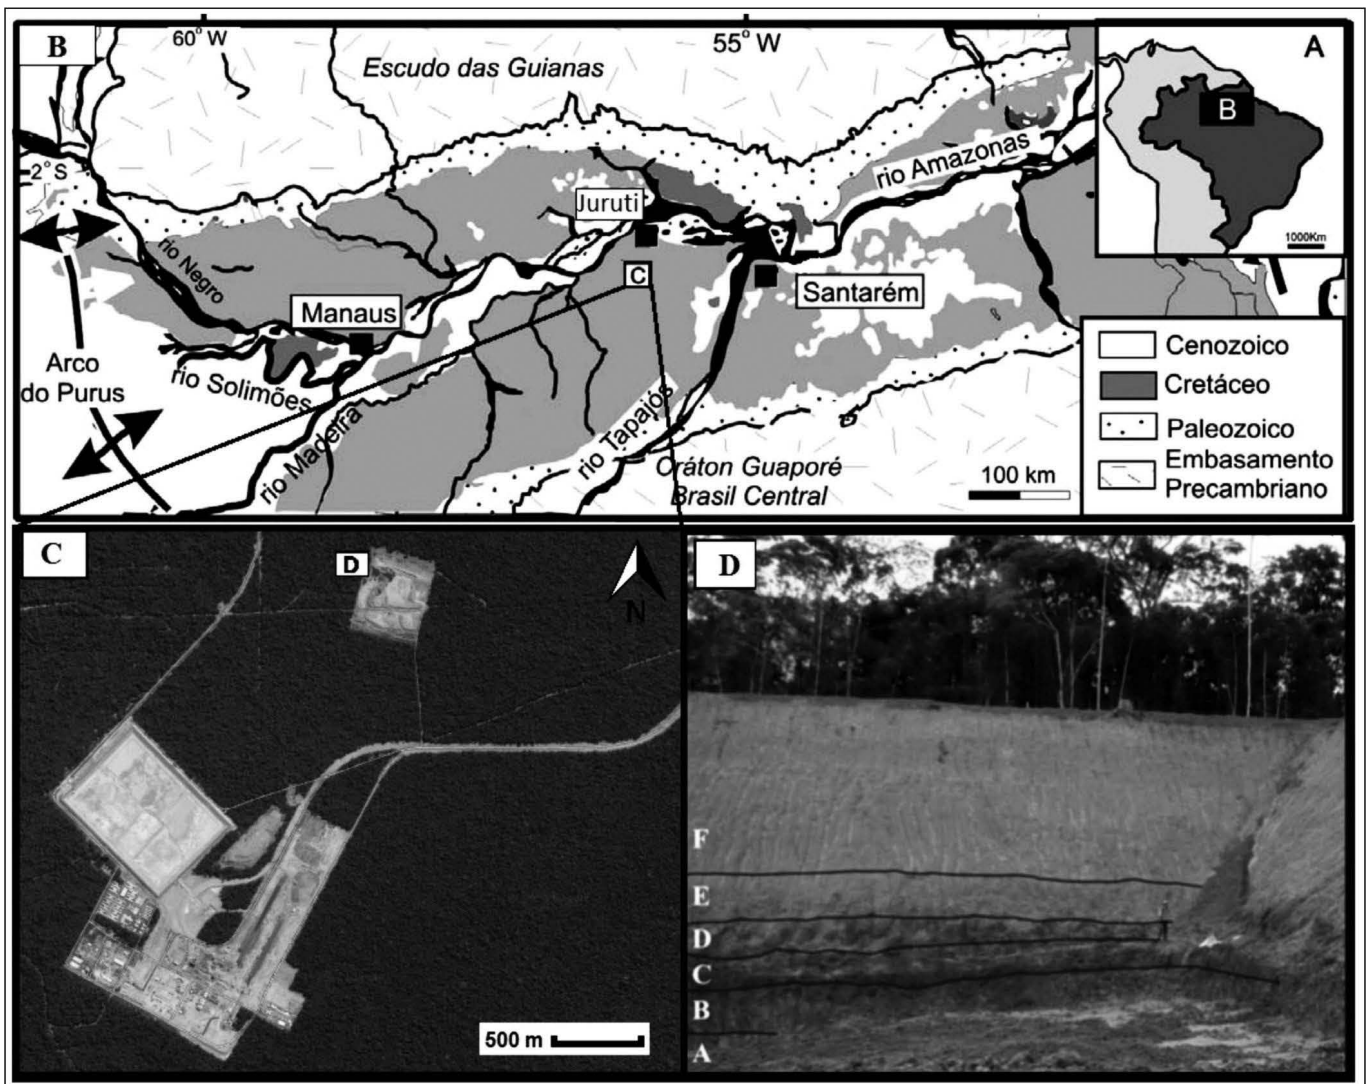 B
60° W
55° W
A
B
1000Km
Escudo das Guianas
2° S
rio Amazonas
Juruti
rio Negro
C
Manaus
Santarém
Arco
do Purus
rio Solimões
rio Madeira
rio Tapajós
Cráton Guaporé
Brasil Central
100 km
Cenozoico
Cretáceo
Paleozoico
Embasamento
Precambriano
C
D
N
500 m
D
F
E
D
C
B
A